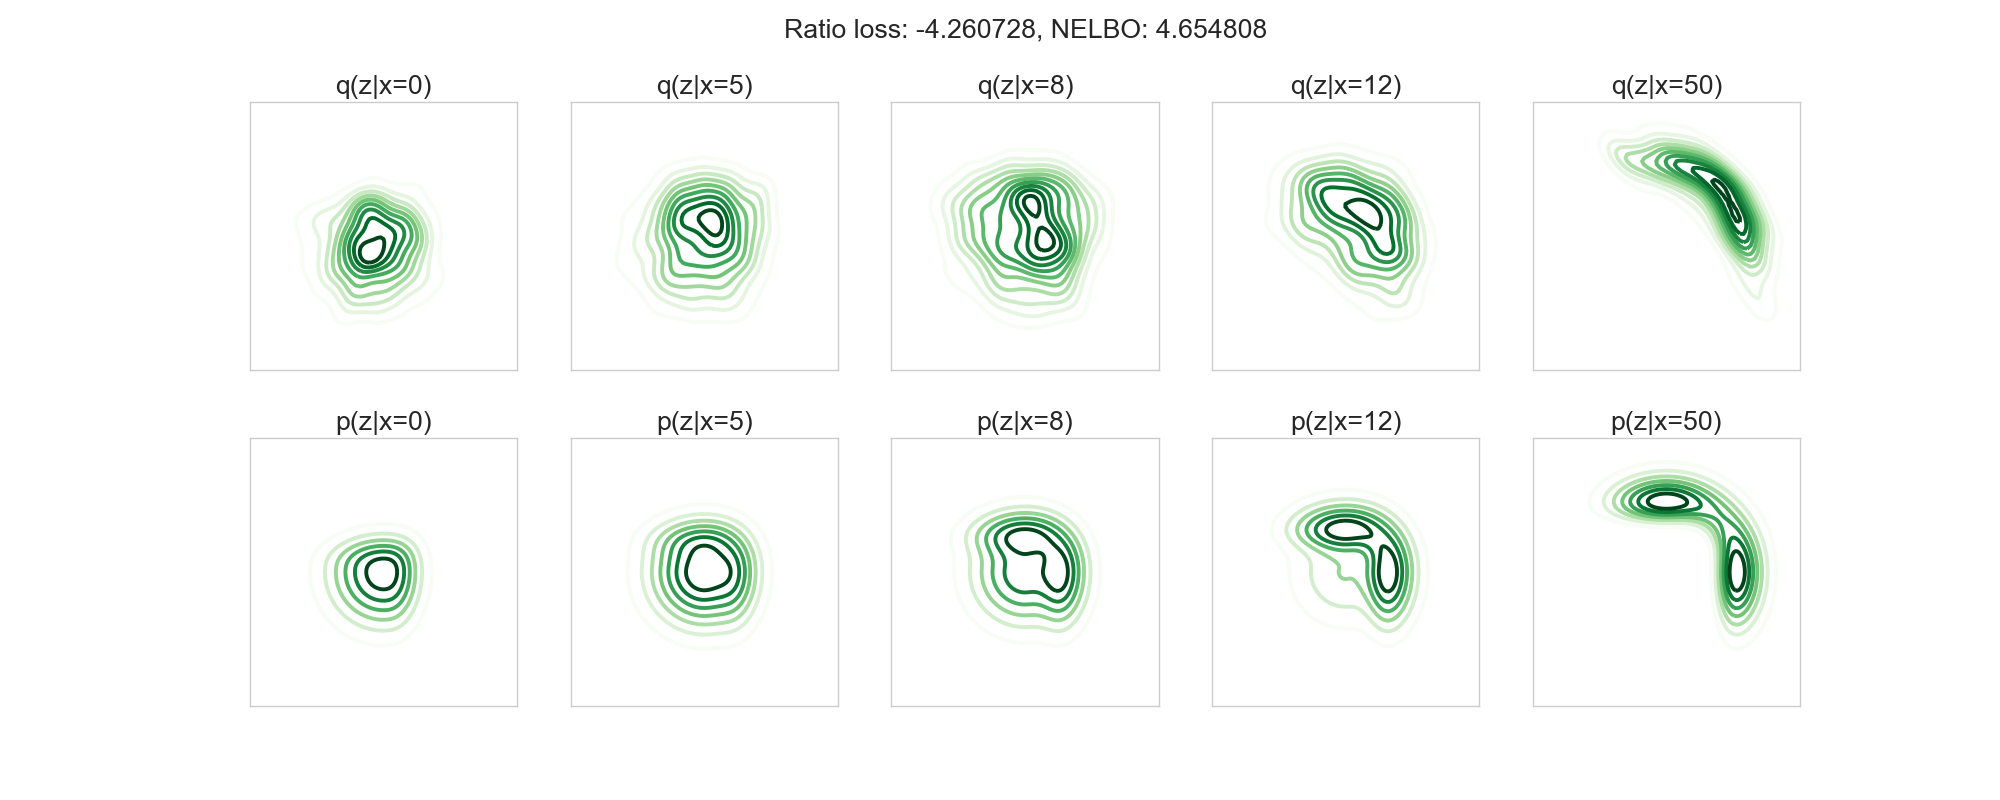 Ratio loss: -4.260728, NELBO: 4.654808
q(z|x=0) q(z|x=5) q(z|x=8) q(z|x=12) q(z|x=50)
p(z|x=0) p(z|x=5) p(z|x=8) p(z|x=12) p(z|x=50)